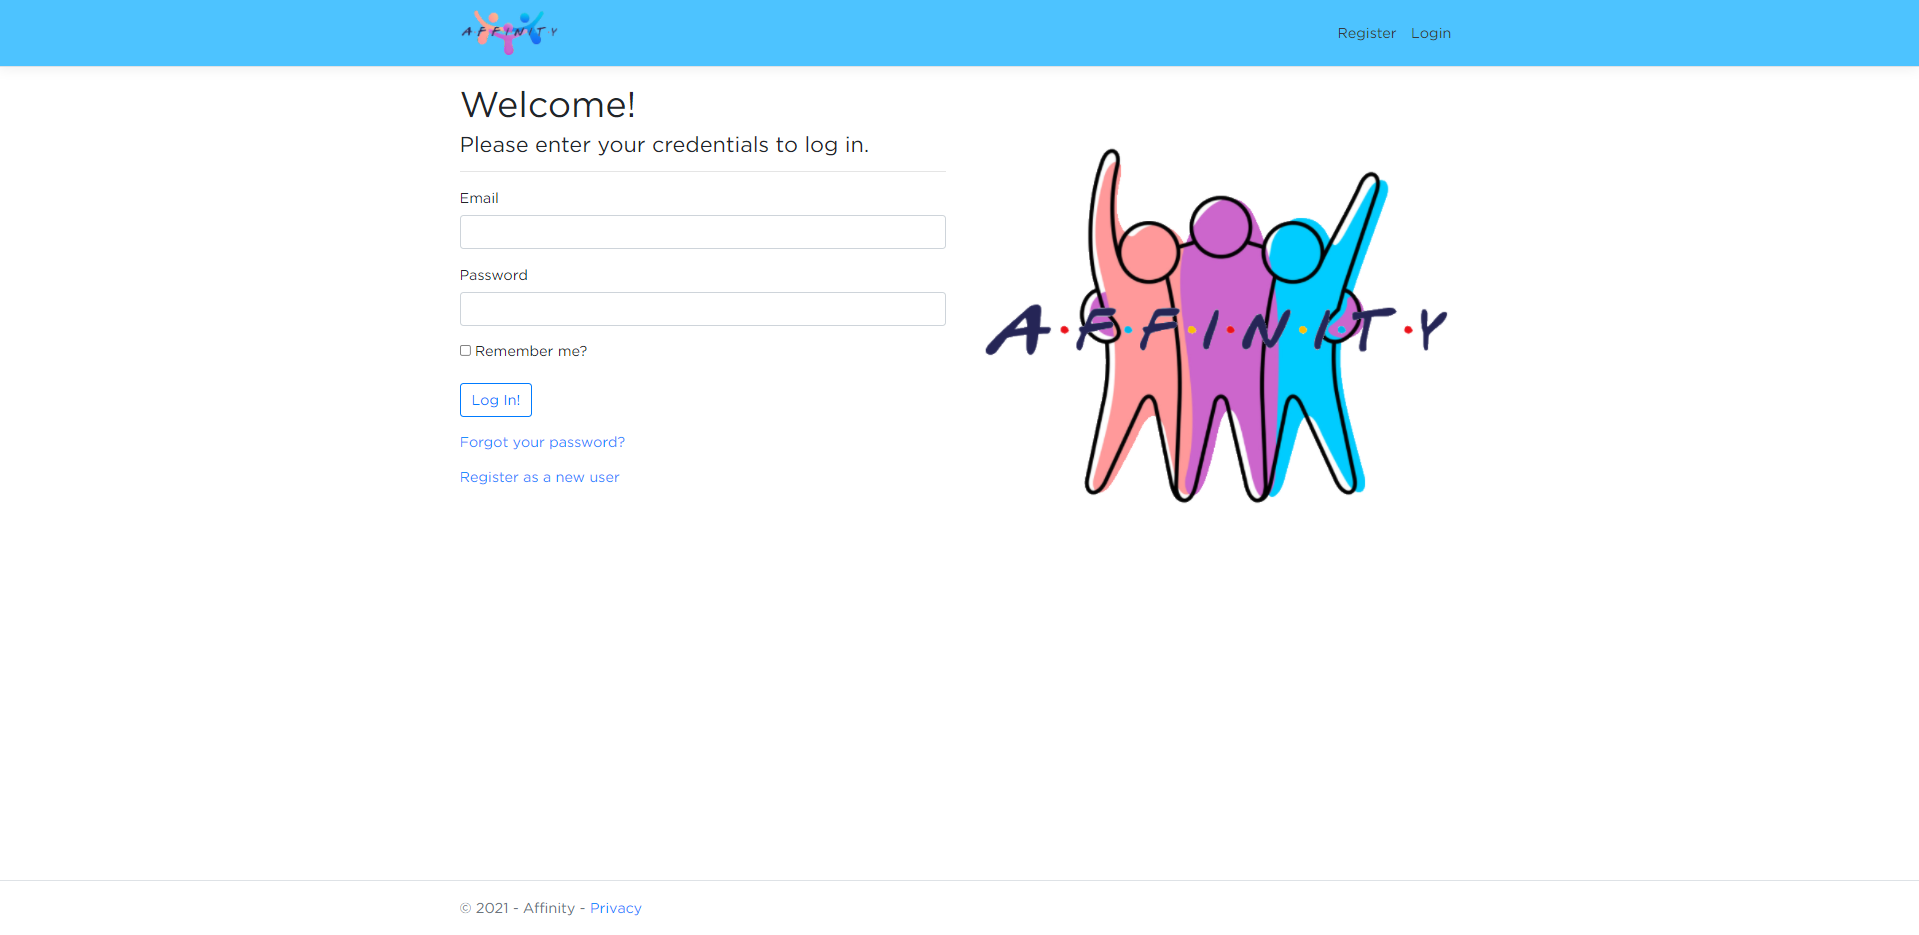 A F F I N I T Y
Register Login
Welcome!
Please enter your credentials to log in.
Email
Password
Remember me?
Log In!
Forgot your password?
Register as a new user
A·F·F·I·N·I·T·Y
© 2021 - Affinity - Privacy